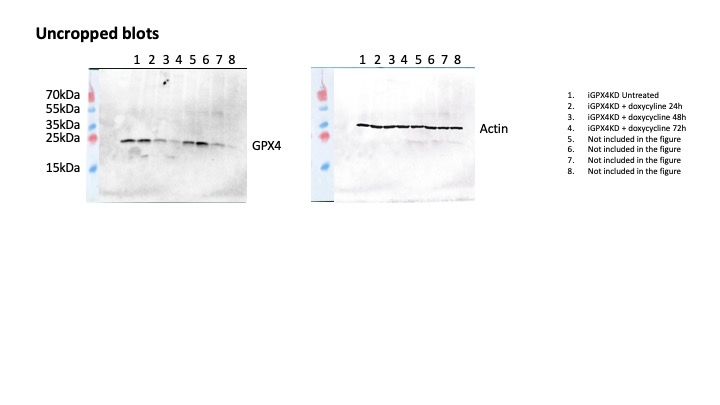 Uncropped blots
1 2 3 4 5 6 7 8
70kDa
55kDa
35kDa
25kDa
15kDa
GPX4
1 2 3 4 5 6 7 8
Actin
1. iGPX4KD Untreated
2. iGPX4KD + doxycyline 24h
3. iGPX4KD + doxycycline 48h
4. iGPX4KD + doxycycline 72h
5. Not included in the figure
6. Not included in the figure
7. Not included in the figure
8. Not included in the figure